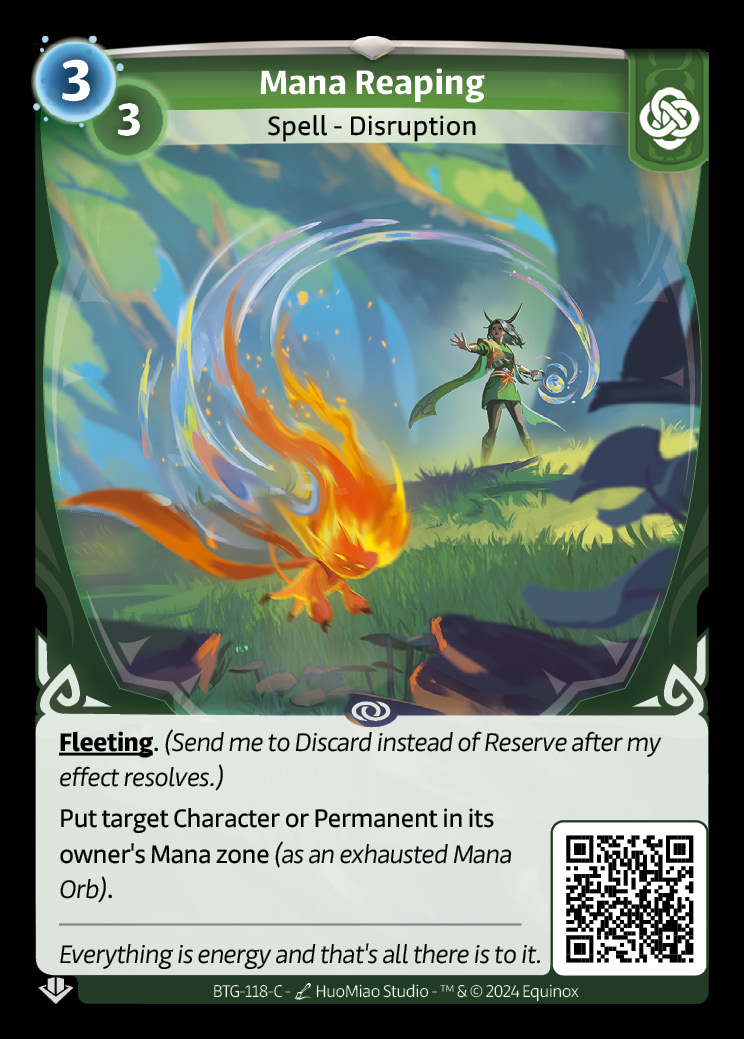 3
Mana Reaping
3
Spell - Disruption
Fleeting. (Send me to Discard instead of Reserve after my
effect resolves.)
Put target Character or Permanent in its
owner's Mana zone (as an exhausted Mana
Orb).
Everything is energy and that's all there is to it.
BTG-118-C - HuoMiao Studio - ™ & © 2024 Equinox